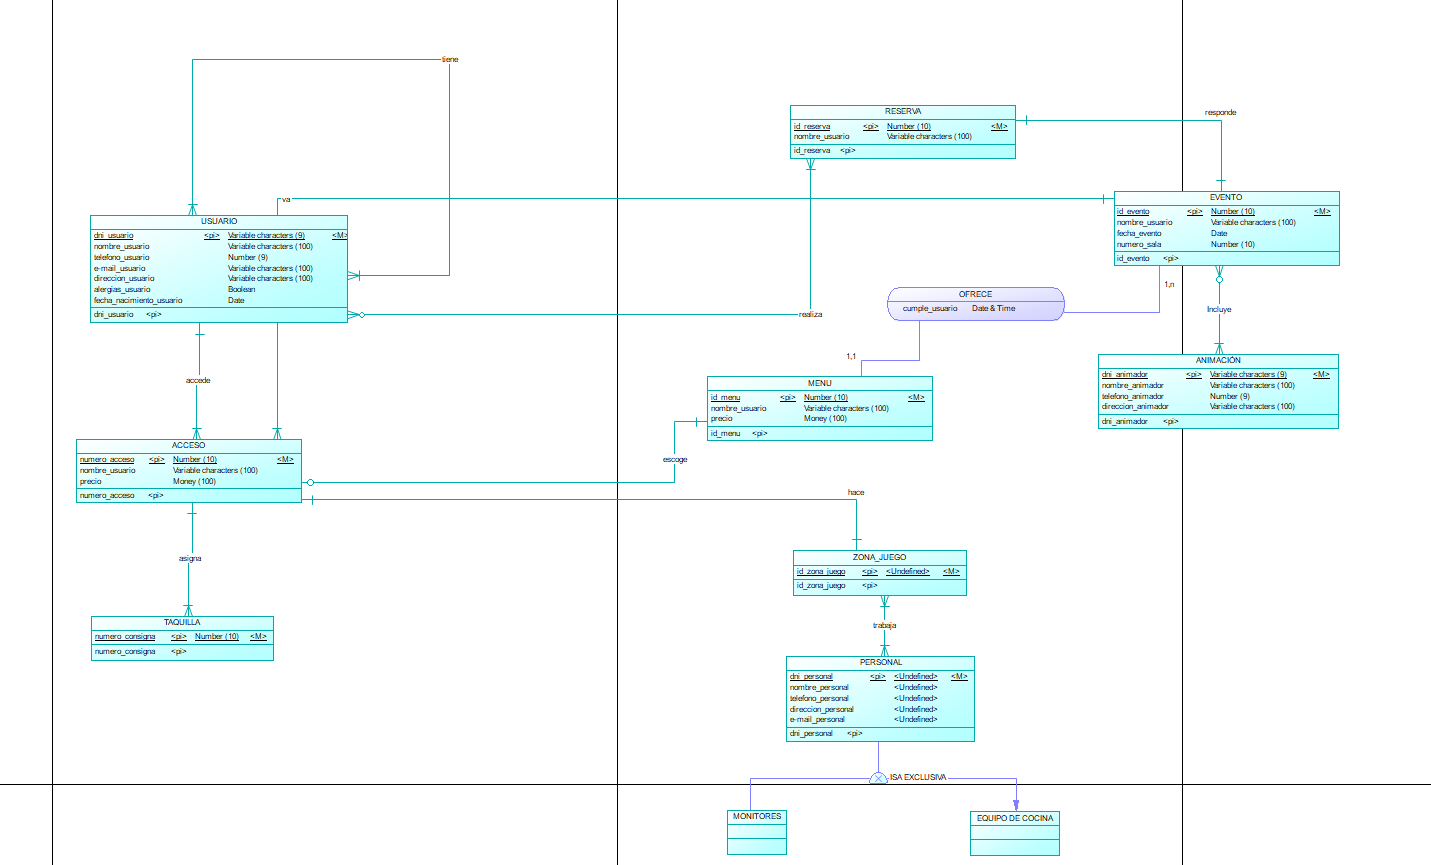 tiene
RESERVA
id_reserva <pi> Number (10) <M>
nombre_usuario Variable characters (100)
id_reserva <pi>
responde
va
USUARIO
dni_usuario <pi> Variable characters (9) <M>
nombre_usuario Variable characters (100)
telefono_usuario Number (9)
e-mail_usuario Variable characters (100)
direccion_usuario Variable characters (100)
alergias_usuario Boolean
fecha_nacimiento_usuario Date
dni_usuario <pi>
EVENTO
id_evento <pi> Number (10) <M>
nombre_usuario Variable characters (100)
fecha_evento Date
numero_sala Number (10)
id_evento <pi>
1,n
OFRECE
cumple_usuario Date & Time
realiza
Incluye
1,1
ANIMACIÓN
dni_animador <pi> Variable characters (9) <M>
nombre_animador Variable characters (100)
telefono_animador Number (9)
direccion_animador Variable characters (100)
dni_animador <pi>
accede
MENU
id_menu <pi> Number (10) <M>
nombre_usuario Variable characters (100)
precio Money (100)
id_menu <pi>
escoge
ACCESO
numero_acceso <pi> Number (10) <M>
nombre_usuario Variable characters (100)
precio Money (100)
numero_acceso <pi>
hace
asigna
ZONA_JUEGO
id_zona_juego <pi> <Undefined> <M>
id_zona_juego <pi>
TAQUILLA
numero_consigna <pi> Number (10) <M>
numero_consigna <pi>
trabaja
PERSONAL
dni_personal <pi> <Undefined> <M>
nombre_personal <Undefined>
telefono_personal <Undefined>
direccion_personal <Undefined>
e-mail_personal <Undefined>
dni_personal <pi>
ISA EXCLUSIVA
MONITORES
EQUIPO DE COCINA